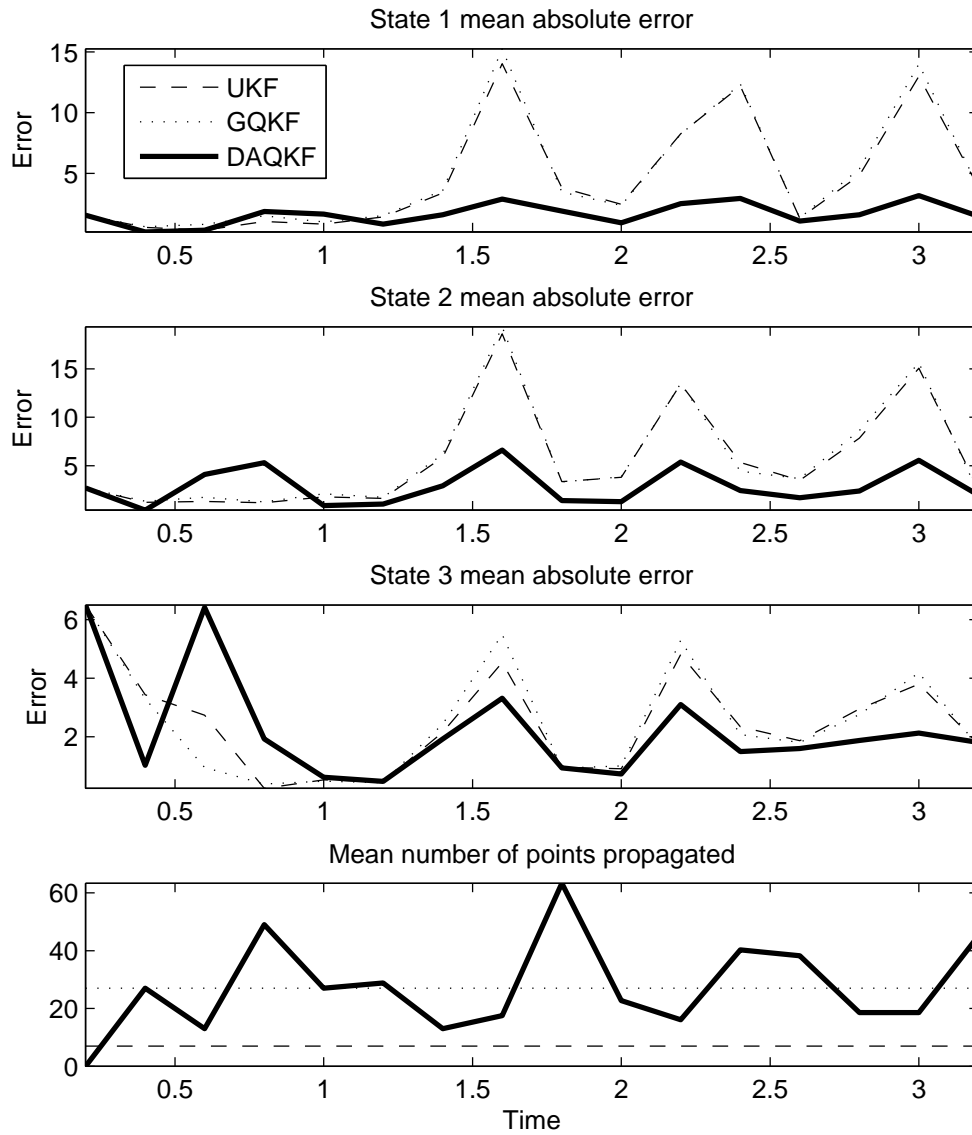 State 1 mean absolute error
15
10
5
Error
UKF
GQKF
DAQKF
0.5 1 1.5 2 2.5 3
State 2 mean absolute error
15
10
5
Error
0.5 1 1.5 2 2.5 3
State 3 mean absolute error
6
4
2
Error
0.5 1 1.5 2 2.5 3
Mean number of points propagated
60
40
20
0
0.5 1 1.5 2 2.5 3
Time